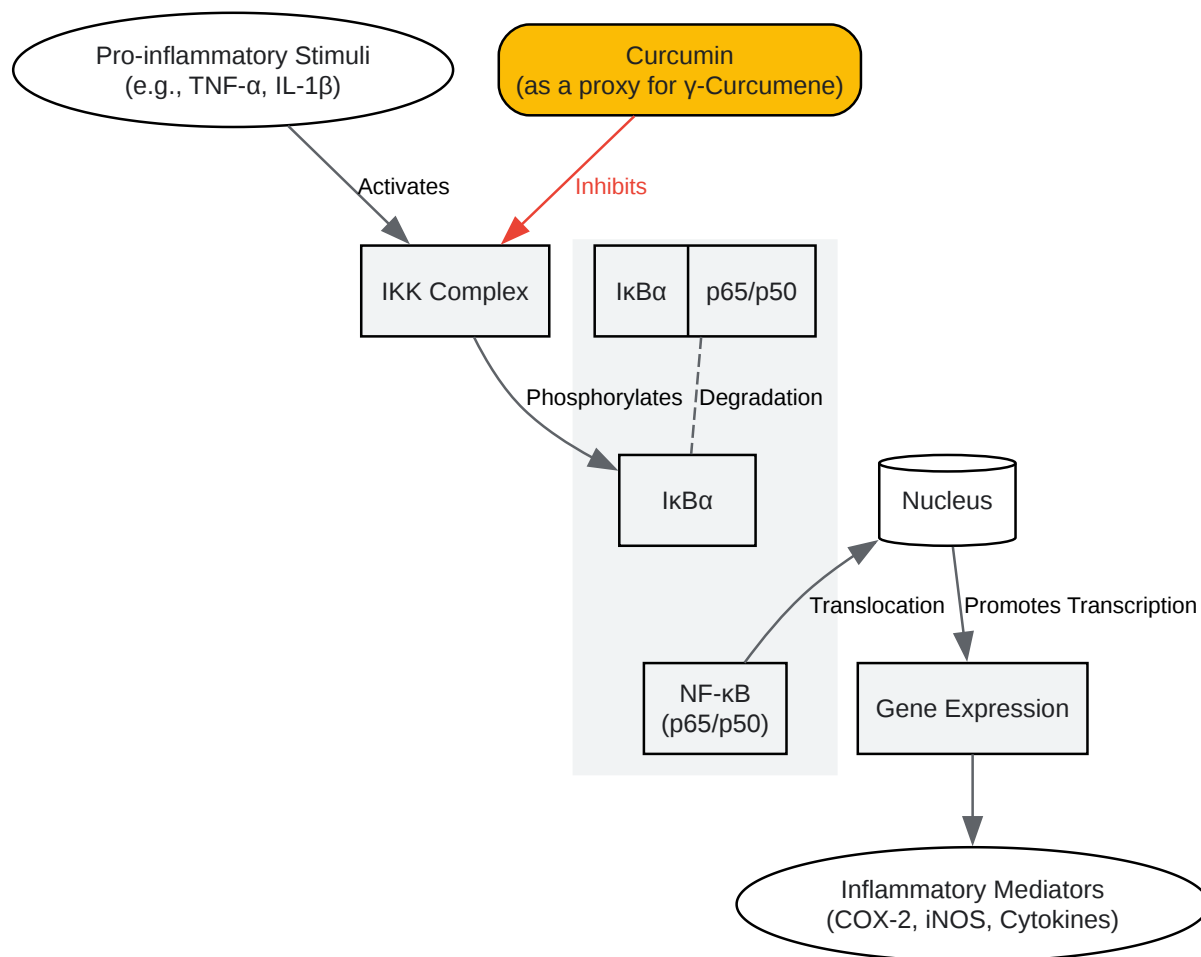 Pro-inflammatory Stimuli
(e.g., TNF-α, IL-1β)
Curcumin
(as a proxy for γ-Curcumene)
Activates
Inhibits
IKK Complex
IκBα
p65/p50
Phosphorylates
Degradation
IκBα
Nucleus
Translocation
Promotes Transcription
NF-κB
(p65/p50)
Gene Expression
Inflammatory Mediators
(COX-2, iNOS, Cytokines)